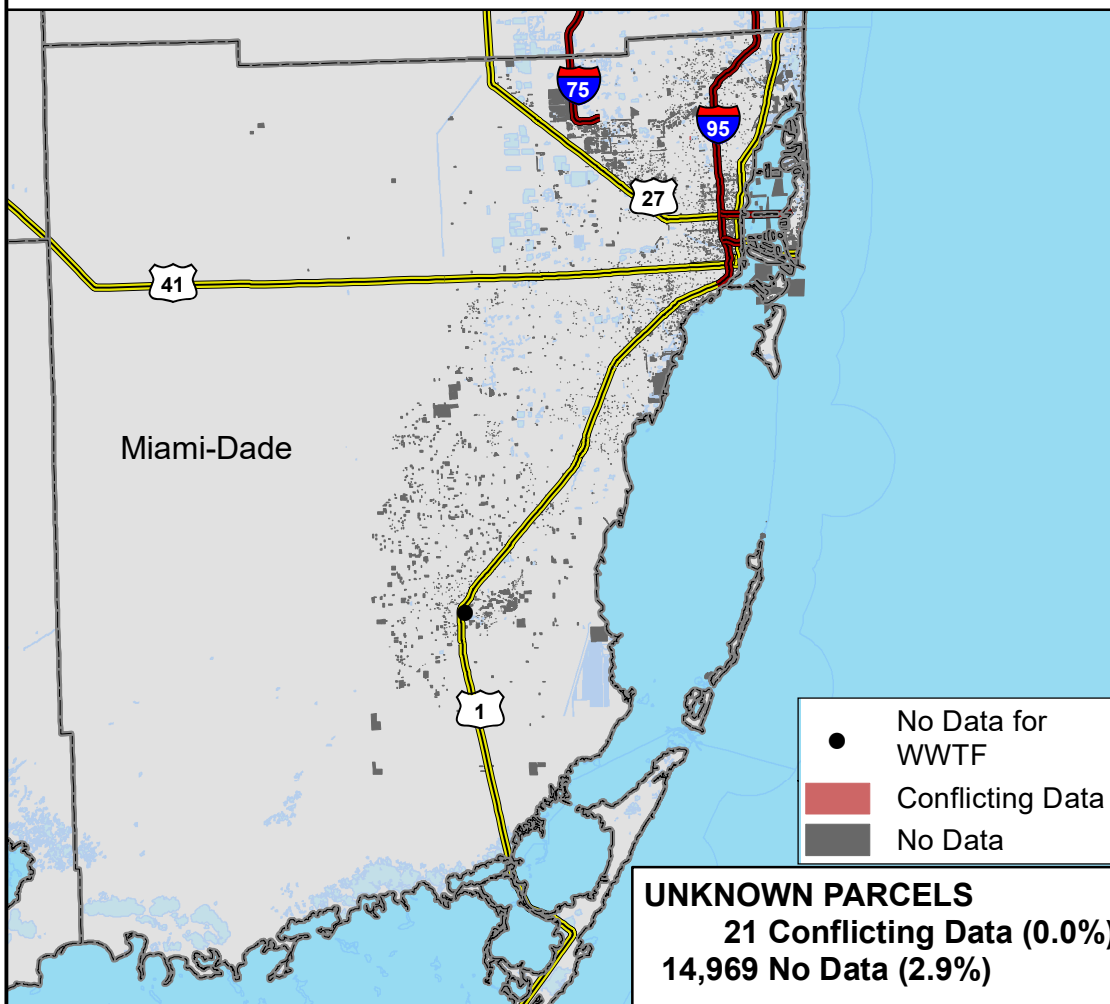 75
95
27
41
Miami-Dade
1
No Data for
WWTF
Conflicting Data
No Data
UNKNOWN PARCELS
21 Conflicting Data (0.0%)
14,969 No Data (2.9%)